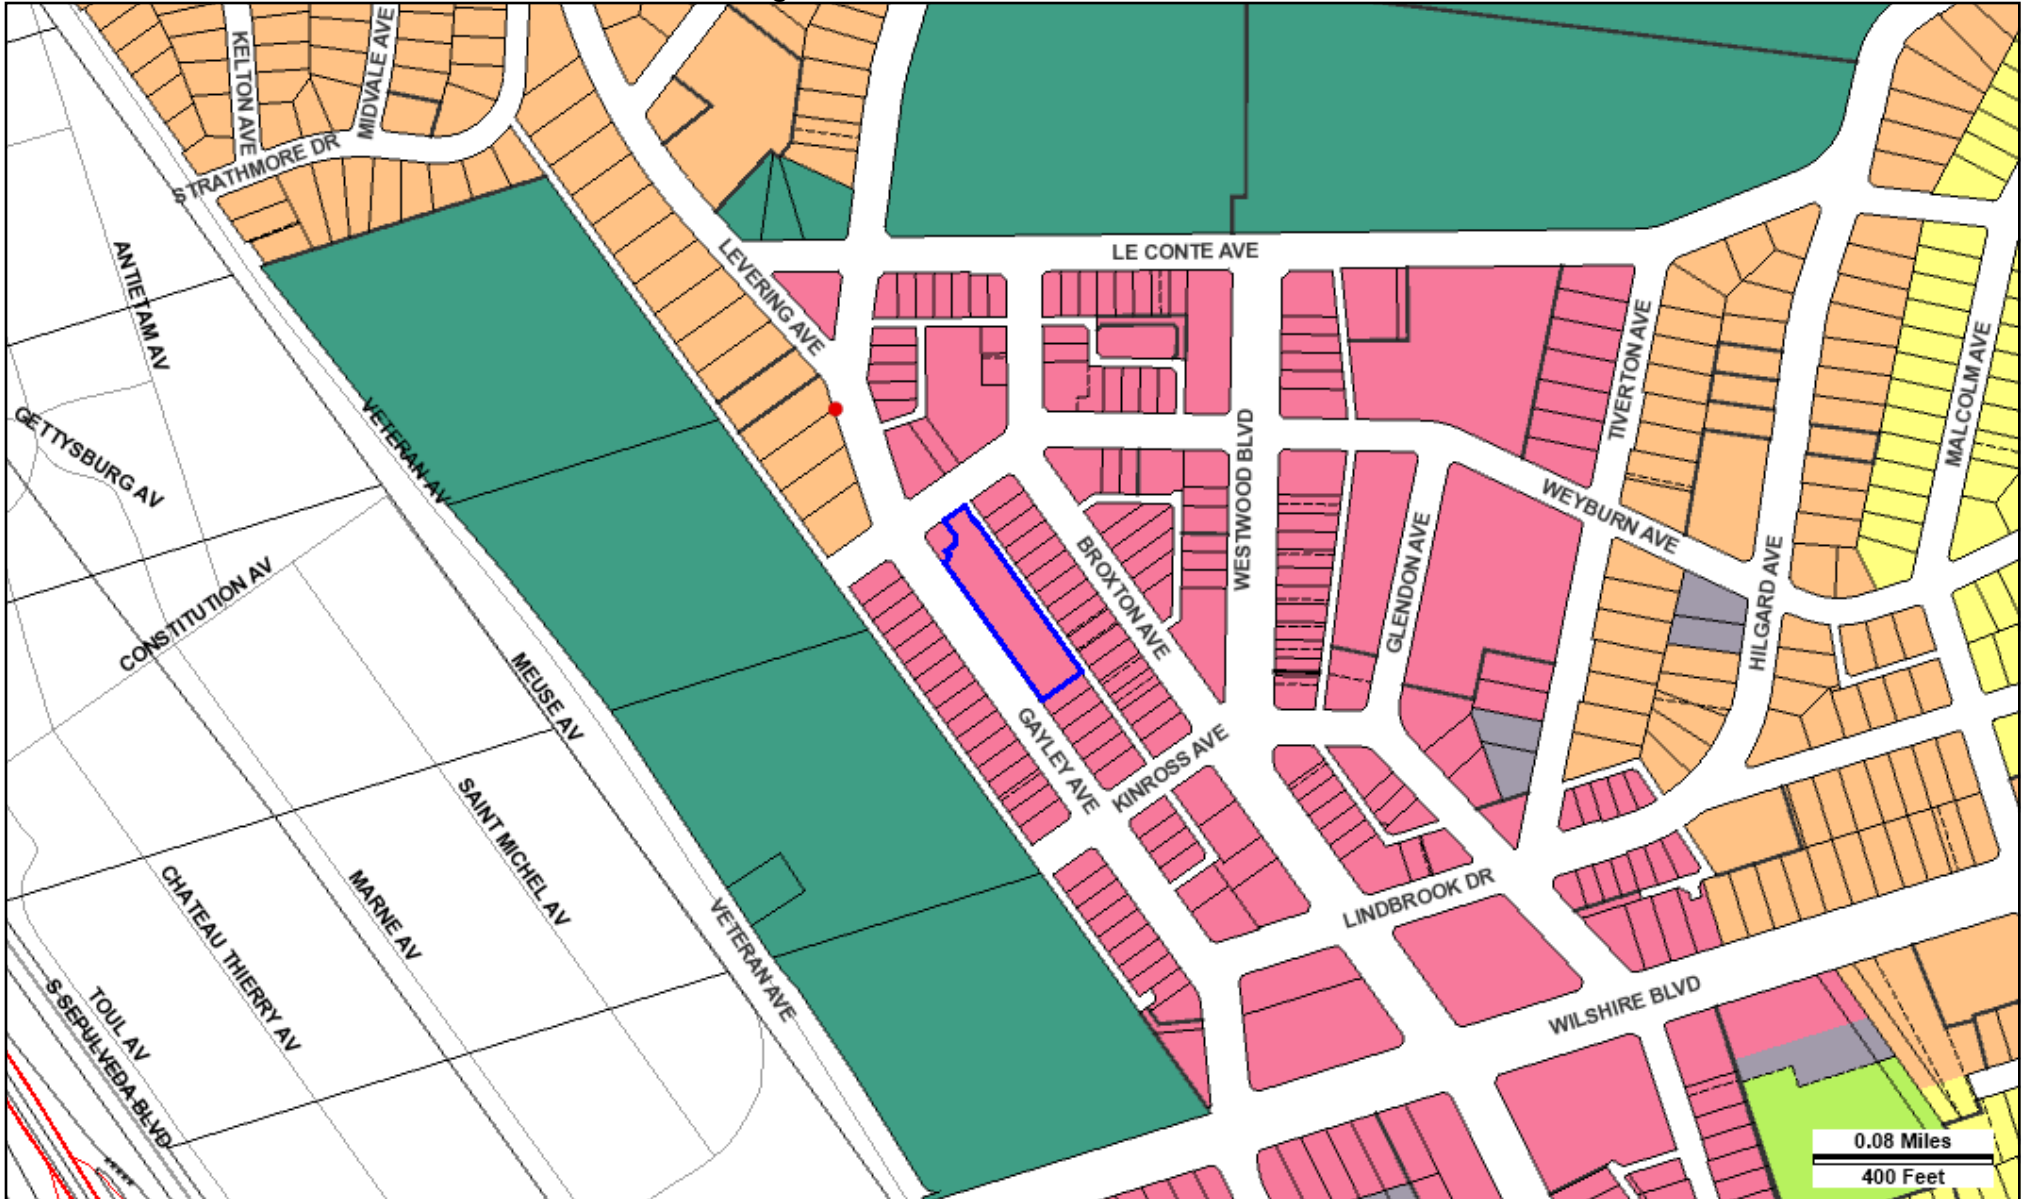 KELTON AVE
MIDVALE AVE
STRATHMORE DR
ANTIETAM AV
LEVERING AVE
LE CONTE AVE
TIVERTON AVE
MALCOLM AVE
GETTYSBURG AV
VETERAN AV
WESTWOOD BLVD
WEYBURN AVE
BROXTON AVE
GLENDON AVE
HILGARD AVE
CONSTITUTION AV
MEUSE AV
GAYLEY AVE
KINROSS AVE
SAINT MICHEL AV
LINDBROOK DR
CHATEAU THIERRY AV
MARNE AV
VETERAN AVE
WILSHIRE BLVD
TOUL AV
S SEPULVEDA BLVD
0.08 Miles
400 Feet